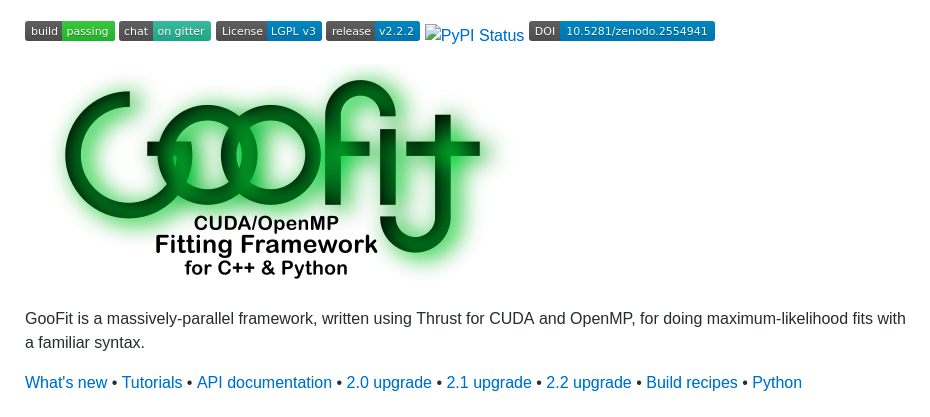 build passing chat on gitter License LGPL v3 release v2.2.2 PyPI Status DOI 10.5281/zenodo.2554941
GooFit
CUDA/OpenMP
Fitting Framework
for C++ & Python
GooFit is a massively-parallel framework, written using Thrust for CUDA and OpenMP, for doing maximum-likelihood fits with
a familiar syntax.
What's new • Tutorials • API documentation • 2.0 upgrade • 2.1 upgrade • 2.2 upgrade • Build recipes • Python